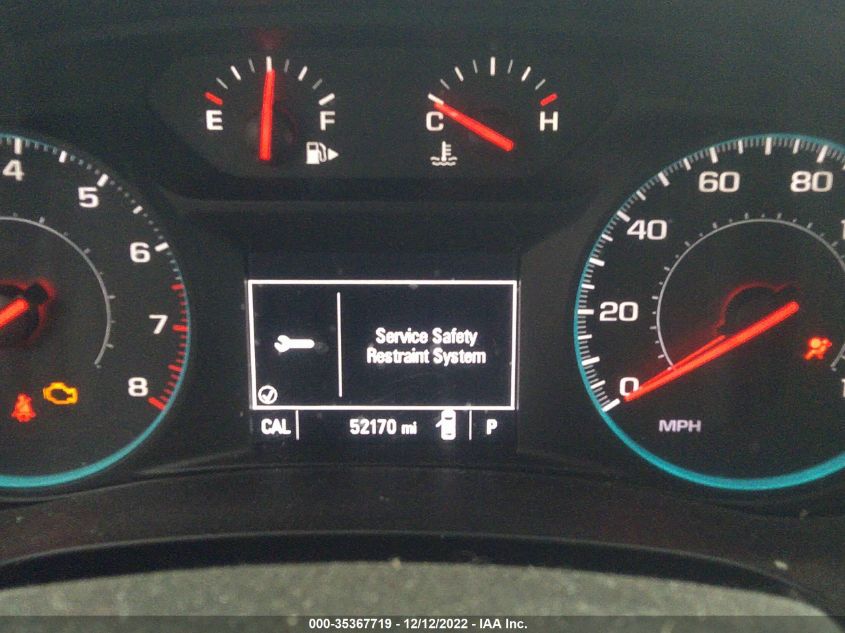 E F C H
4 5 6 7 8
0 20 40 60 80
MPH
Service Safety
Restraint System
CAL 52170 mi P
000-35367719 - 12/12/2022 - IAA Inc.